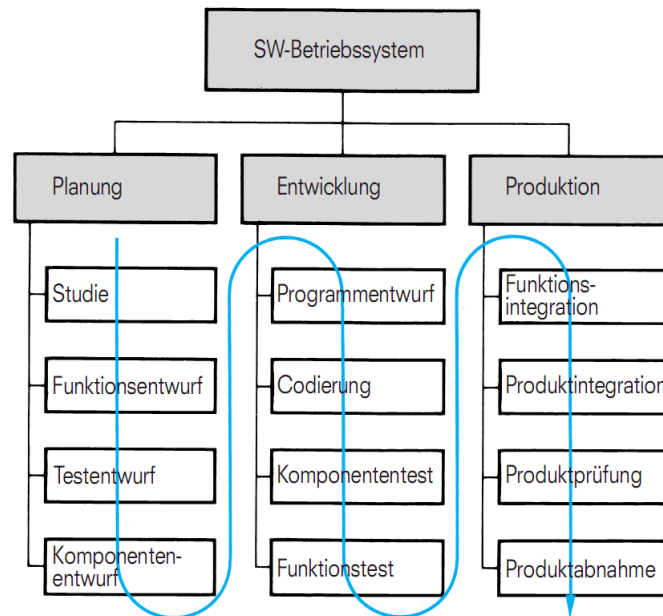 SW-Betriebssystem
Planung
Studie
Funktionsentwurf
Testentwurf
Komponenten-
entwurf
Entwicklung
Programmentwurf
Codierung
Komponententest
Funktionstest
Produktion
Funktions-
integration
Produktintegration
Produktprüfung
Produktabnahme